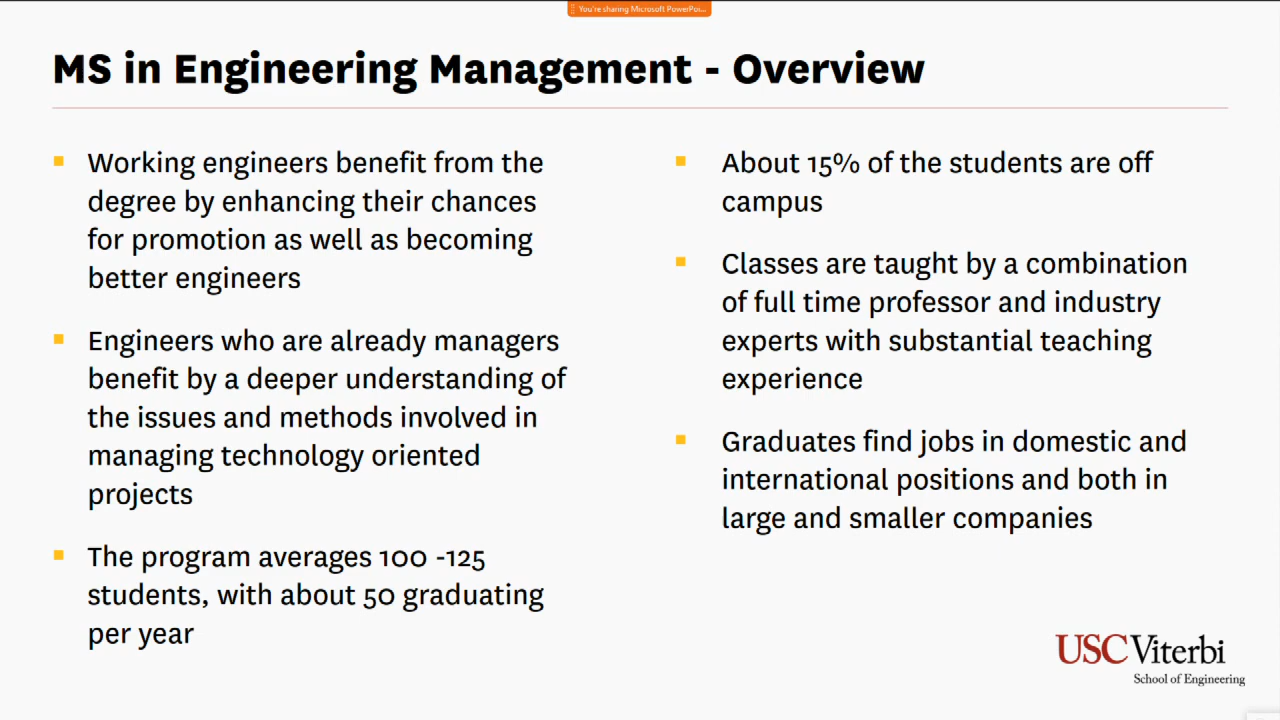 You're sharing Microsoft PowerPoi...
MS in Engineering Management - Overview
Working engineers benefit from the
degree by enhancing their chances
for promotion as well as becoming
better engineers
Engineers who are already managers
benefit by a deeper understanding of
the issues and methods involved in
managing technology oriented
projects
The program averages 100 -125
students, with about 50 graduating
per year
About 15% of the students are off
campus
Classes are taught by a combination
of full time professor and industry
experts with substantial teaching
experience
Graduates find jobs in domestic and
international positions and both in
large and smaller companies
USC Viterbi
School of Engineering